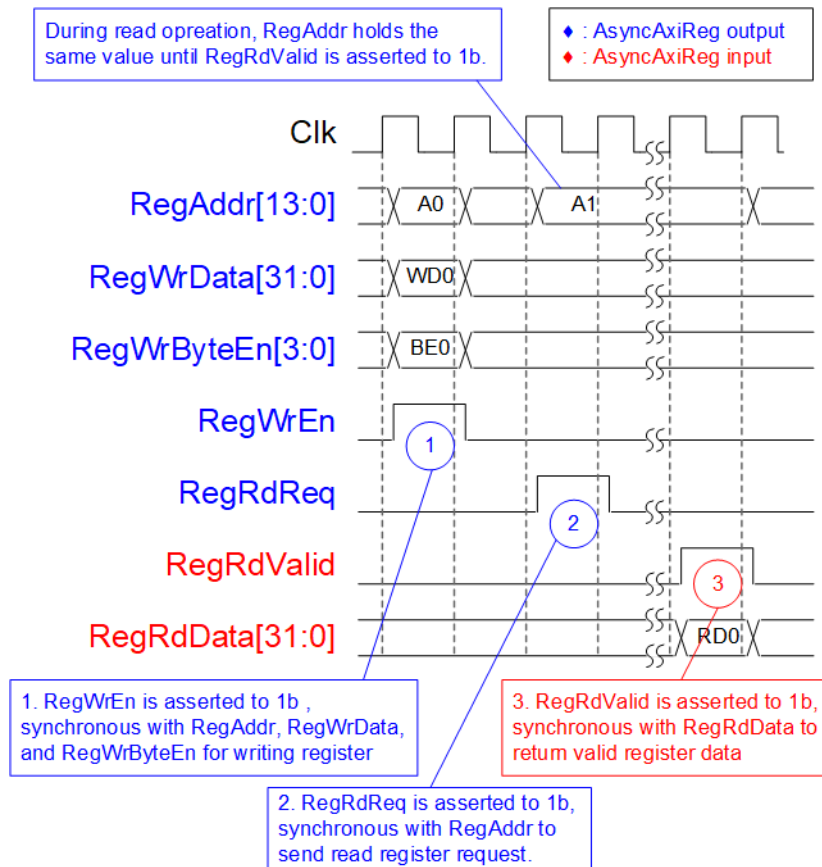 During read opreation, RegAddr holds the
same value until RegRdValid is asserted to 1b.
♦ : AsyncAxiReg output
♦ : AsyncAxiReg input
Clk
RegAddr[13:0]
A0
A1
RegWrData[31:0]
WD0
RegWrByteEn[3:0]
BE0
RegWrEn
1
RegRdReq
2
RegRdValid
3
RegRdData[31:0]
RD0
1. RegWrEn is asserted to 1b ,
synchronous with RegAddr, RegWrData,
and RegWrByteEn for writing register
3. RegRdValid is asserted to 1b,
synchronous with RegRdData to
return valid register data
2. RegRdReq is asserted to 1b,
synchronous with RegAddr to
send read register request.